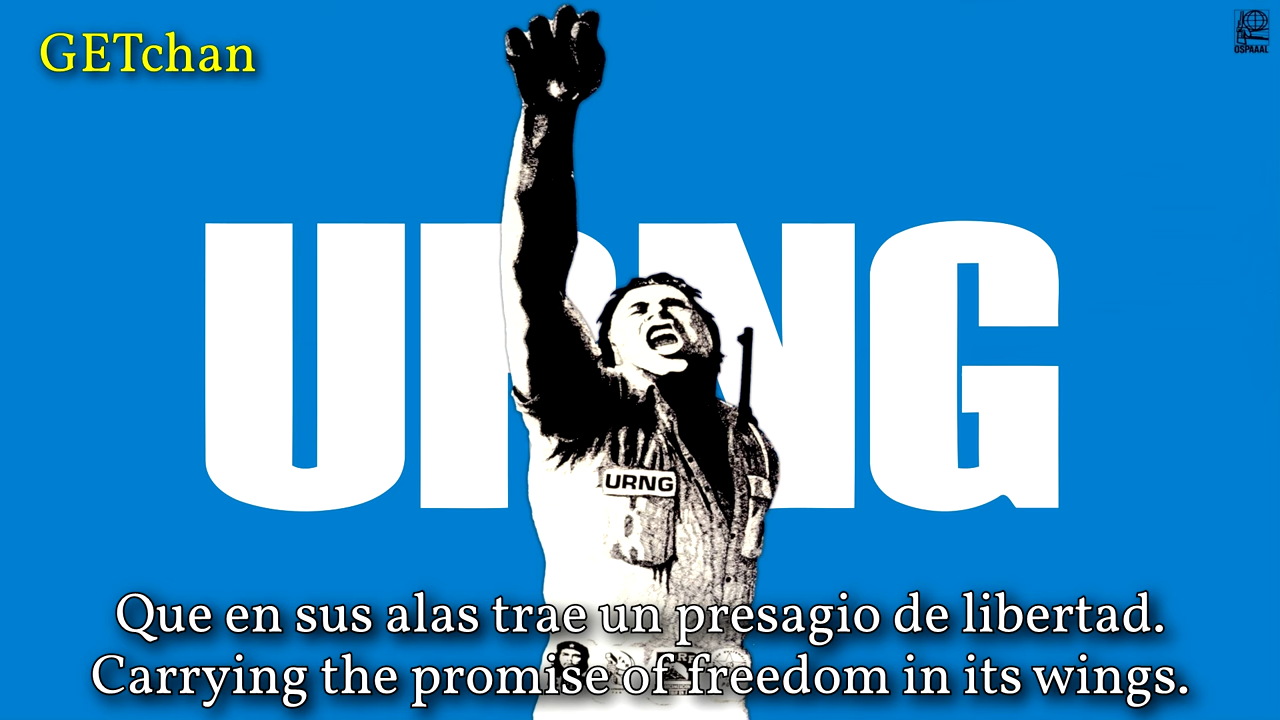 GETchan
OSPAAAL
URNG
URNG
Que en sus alas trae un presagio de libertad.
Carrying the promise of freedom in its wings.